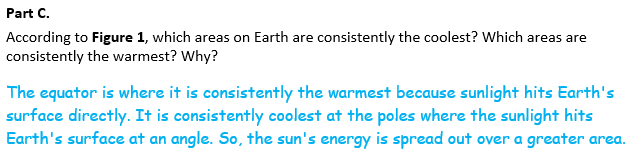 Part C.
According to Figure 1, which areas on Earth are consistently the coolest? Which areas are
consistently the warmest? Why?
The equator is where it is consistently the warmest because sunlight hits Earth's
surface directly. It is consistently coolest at the poles where the sunlight hits
Earth's surface at an angle. So, the sun's energy is spread out over a greater area.